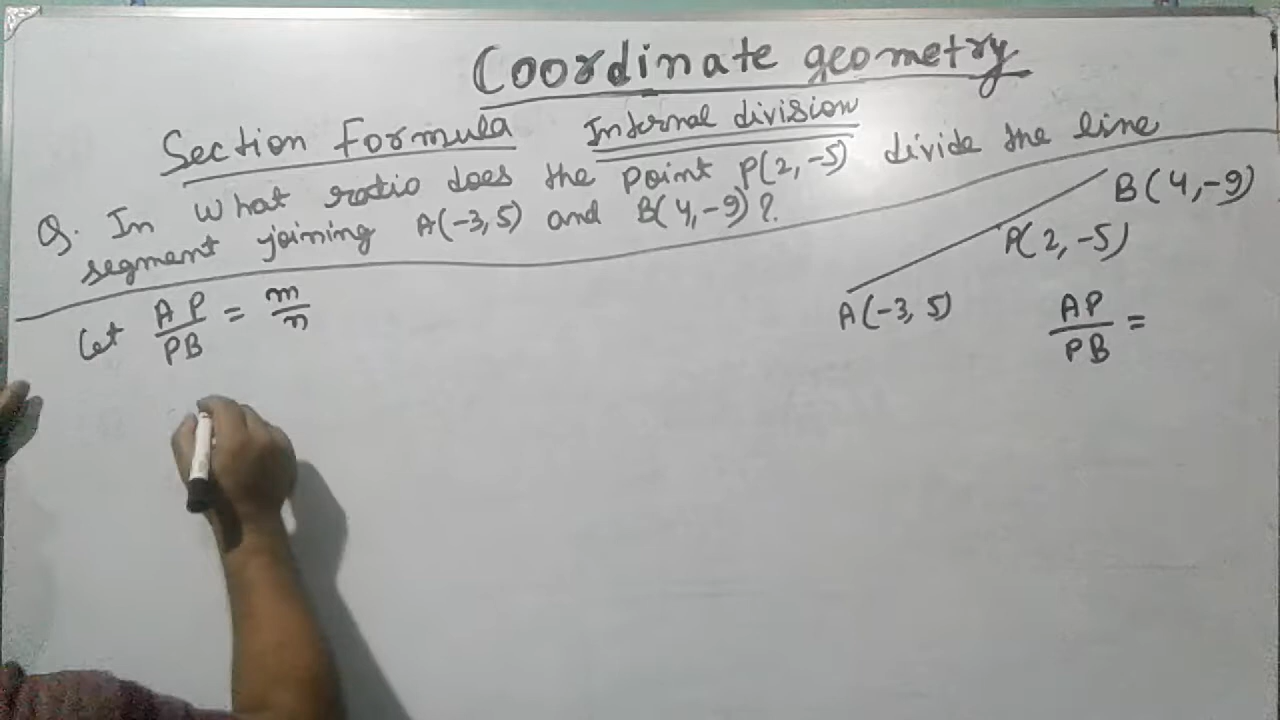 Coordinate geometry
Section Formula Internal division
Q. In What ratio does the point P(2, -5) divide the line
segment joining A(-3, 5) and B(4, -9)?
B(4, -9)
P(2, -5)
A(-3, 5)
Let AP/PB = m/n
AP/PB =